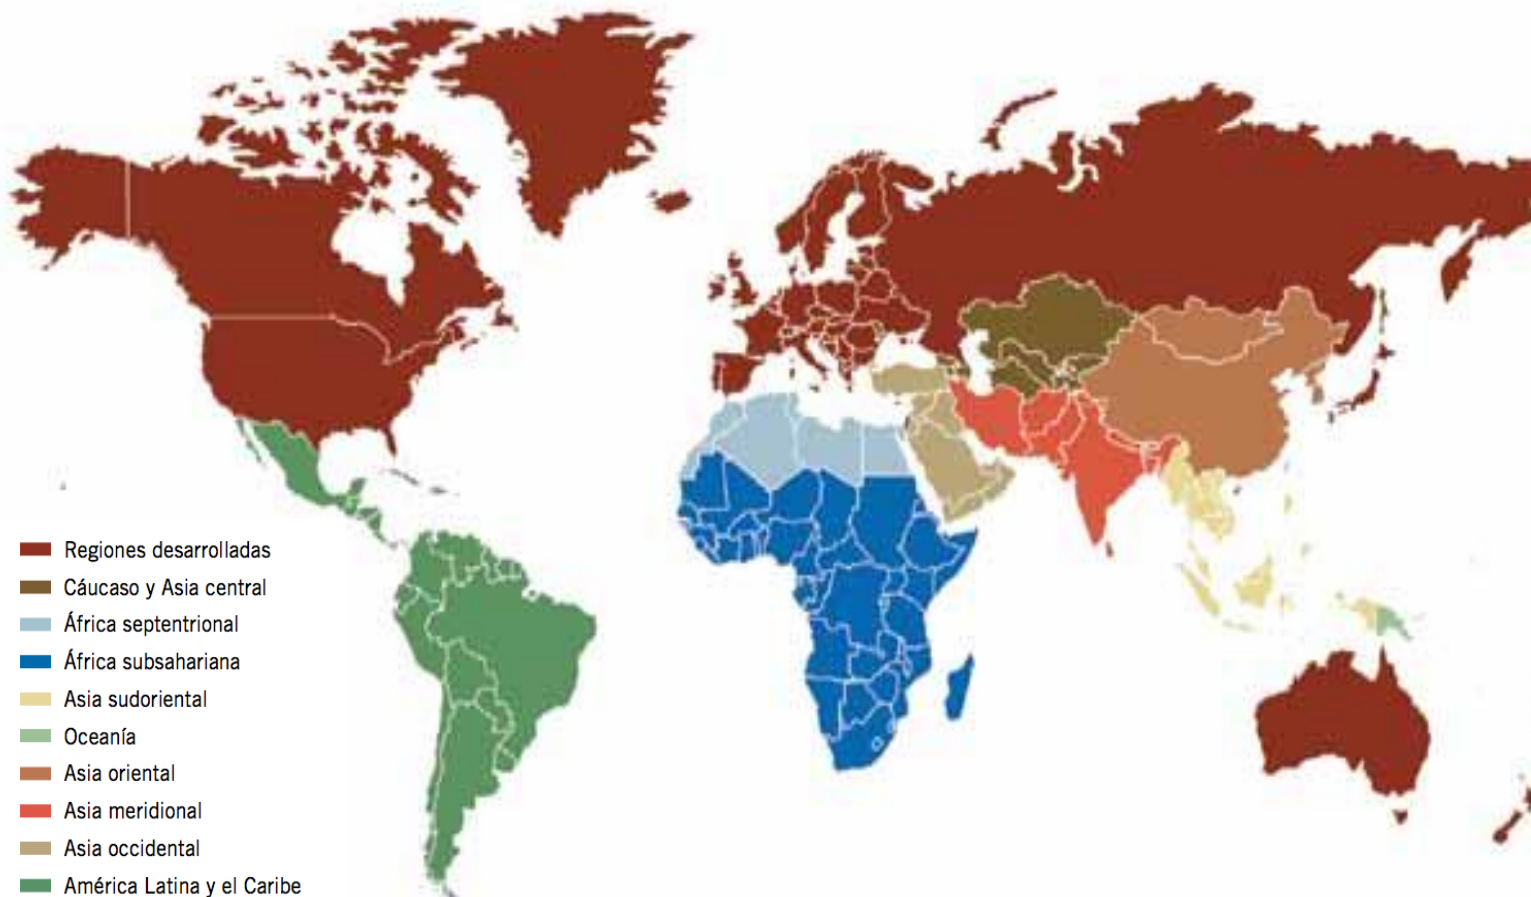 Regiones desarrolladas
Cáucaso y Asia central
África septentrional
África subsahariana
Asia sudoriental
Oceanía
Asia oriental
Asia meridional
Asia occidental
América Latina y el Caribe